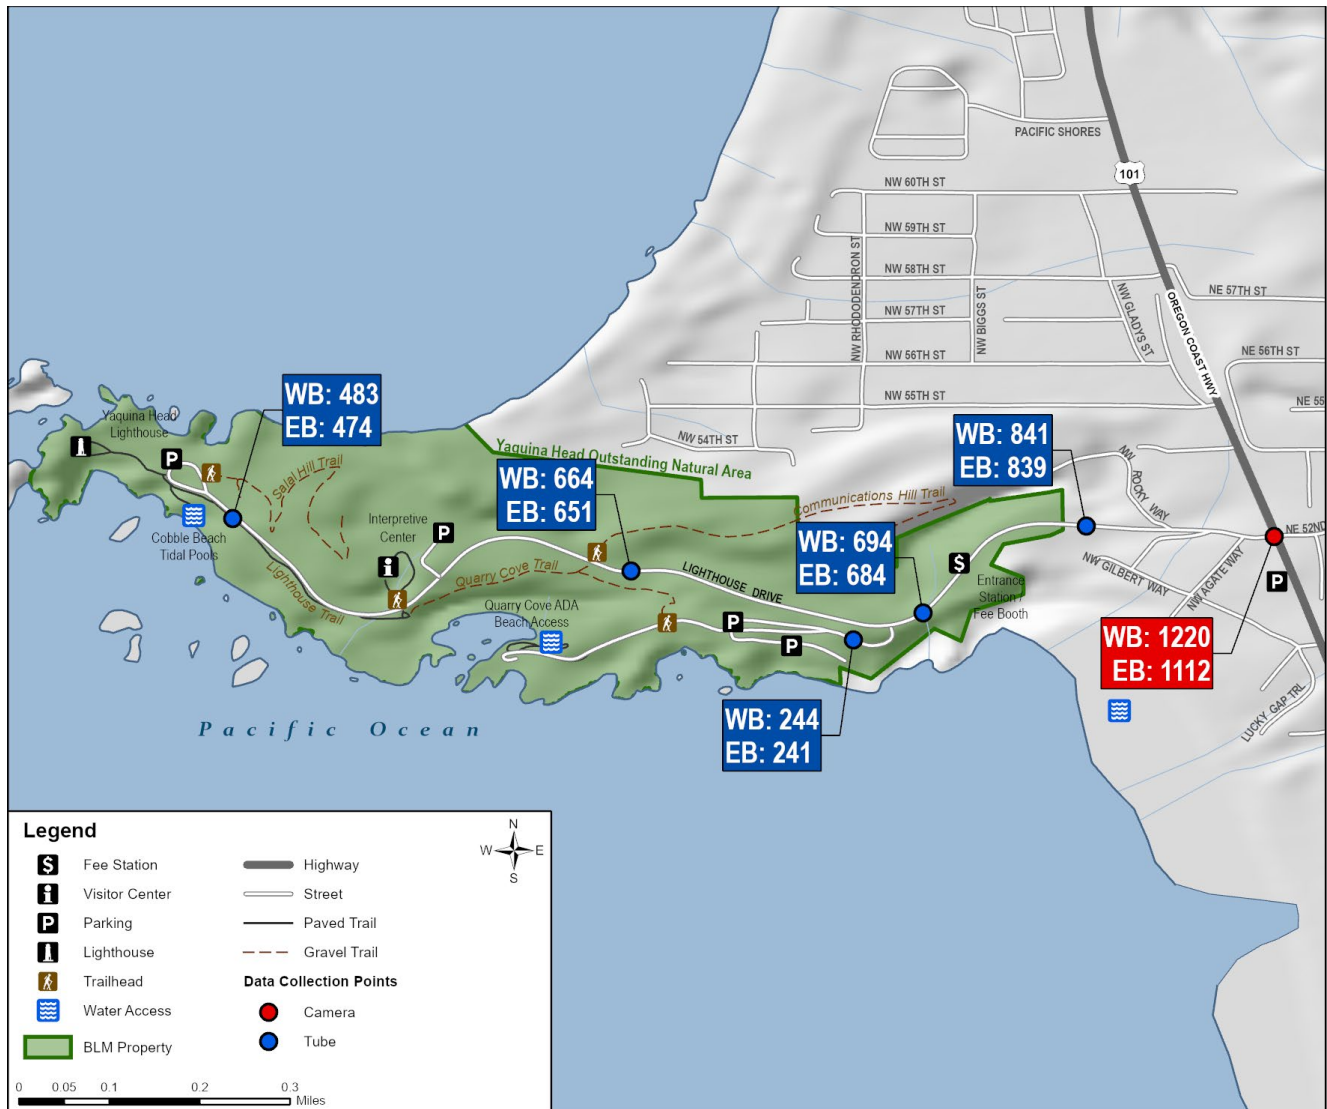 PACIFIC SHORES
101
NW 60TH ST
NW 59TH ST
NW 58TH ST
NW 57TH ST
NW 56TH ST
NW 55TH ST
NW 54TH ST
NW RHODODENDRON ST
NW BIGGS ST
NW GLADYS ST
OREGON COAST HWY
NE 57TH ST
NE 56TH ST
NE 55
NE 52ND
NW ROCKY WAY
NW GILBERT WAY
NW AGATE WAY
LUCKY GAP TRL
WB: 483
EB: 474
WB: 664
EB: 651
WB: 841
EB: 839
WB: 694
EB: 684
WB: 244
EB: 241
WB: 1220
EB: 1112
Yaquina Head
Lighthouse
P
Salal Hill Trail
Cobble Beach
Tidal Pools
Lighthouse Trail
Interpretive
Center
P
i
Quarry Cove Trail
Quarry Cove ADA
Beach Access
Yaquina Head Outstanding Natural Area
Communications Hill Trail
LIGHTHOUSE DRIVE
P
P
$
Entrance
Station /
Fee Booth
P
Pacific Ocean
Legend
$ Fee Station
i Visitor Center
P Parking
Lighthouse
Trailhead
Water Access
BLM Property
Highway
Street
Paved Trail
Gravel Trail
Data Collection Points
Camera
Tube
N
W E
S
0 0.05 0.1 0.2 0.3
Miles